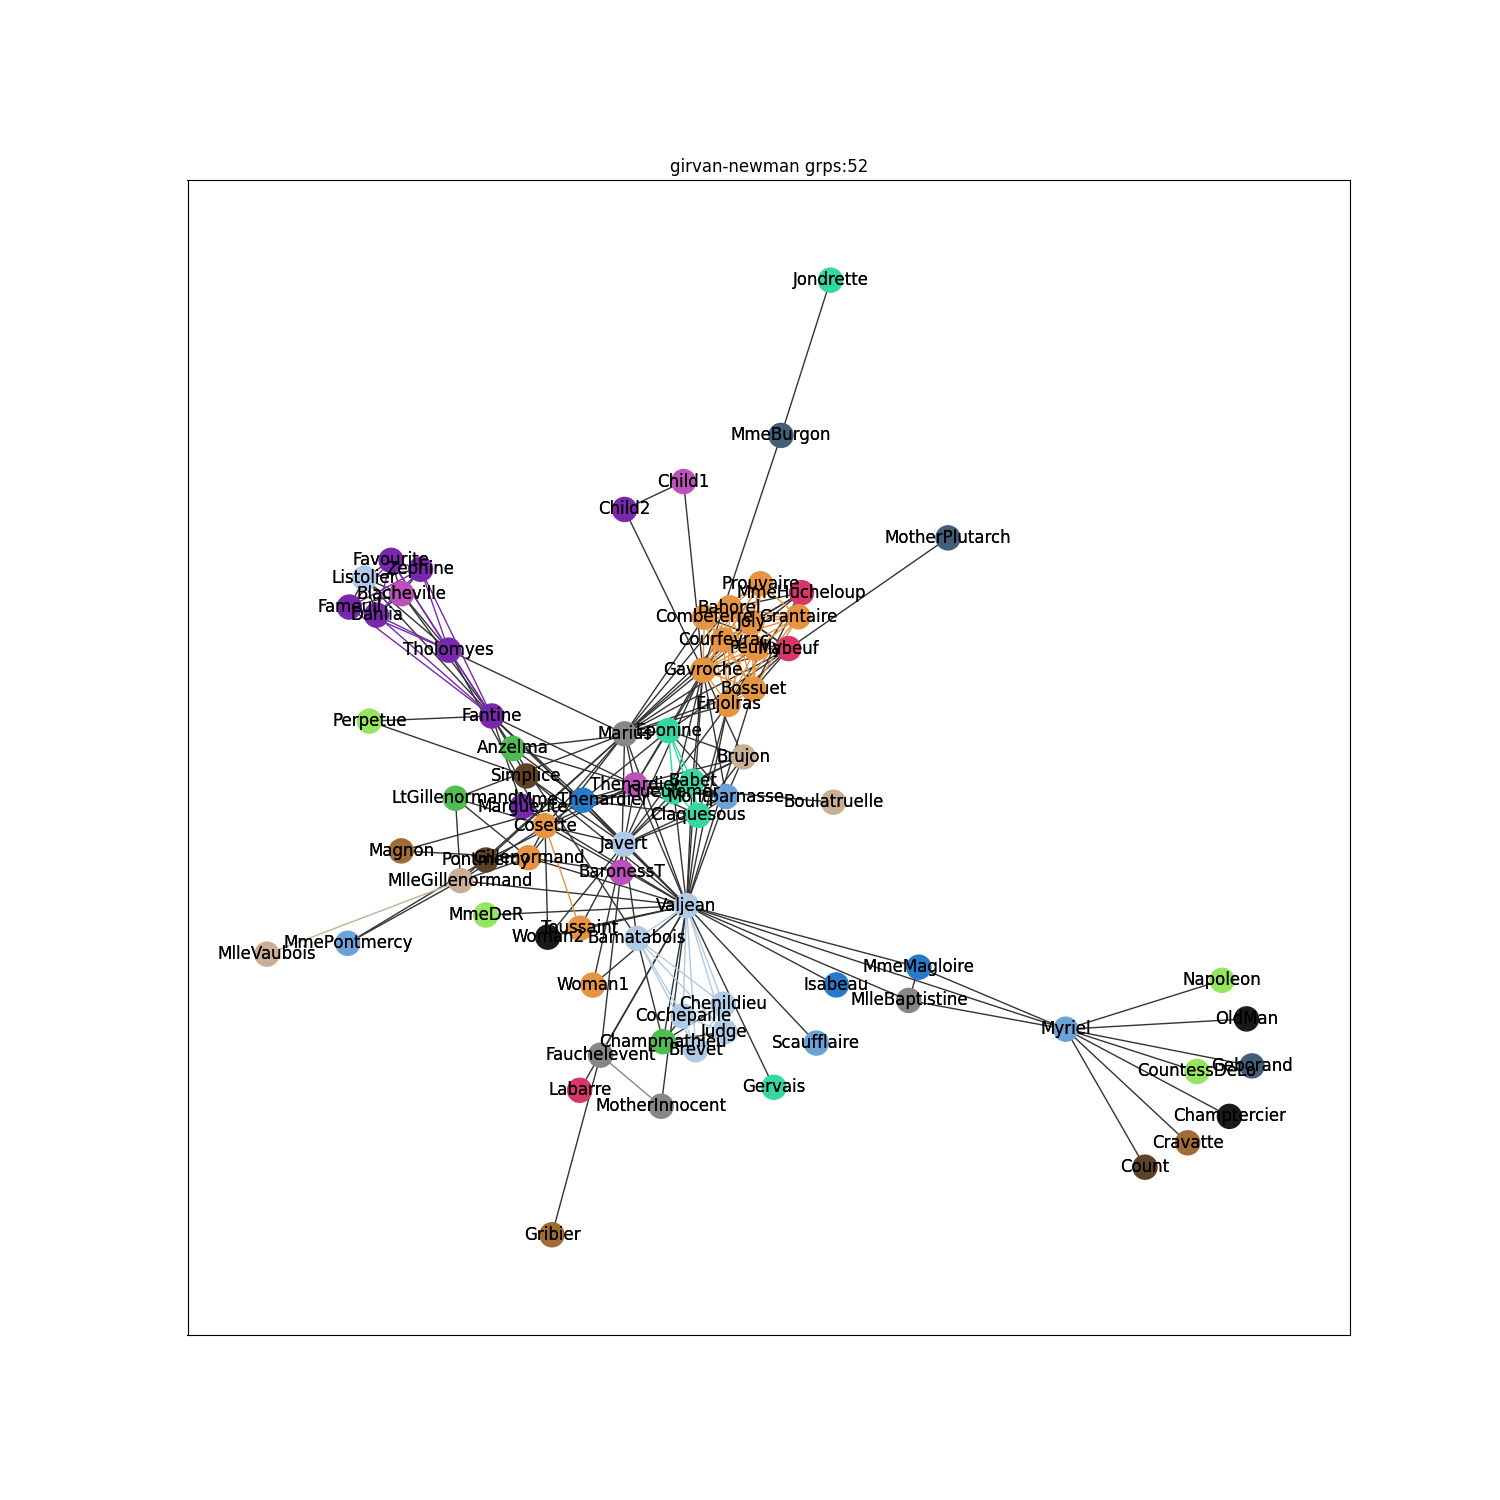 girvan-newman grps:52
Jondrette
MmeBurgon
Child1
Child2
MotherPlutarch
Favourite
Zephine
Listolier
Blacheville
Fameuil
Dahlia
Prouvaire
MmeHucheloup
Bahorel
Combeferre
Grantaire
Joly
Courfeyrac
Feuilly
Mabeuf
Tholomyes
Gavroche
Bossuet
Enjolras
Fantine
Perpetue
Marius
Eponine
Anzelma
Brujon
Simplice
Thenardier
Babet
Gueulemer
Montparnasse
LtGillenormand
MmeThenardier
Marguerite
Boulatruelle
Claquesous
Cosette
Javert
Magnon
Pontmercy
Gillenormand
BaronessT
MlleGillenormand
Valjean
MmeDeR
Toussaint
Woman2
Bamatabois
MmePontmercy
MlleVaubois
MmeMagloire
Napoleon
Woman1
Isabeau
MlleBaptistine
Chenildieu
Cochepaille
OldMan
Myriel
Judge
Champmathieu
Brevet
Scaufflaire
Fauchelevent
Geborand
CountessDeLo
Labarre
Gervais
MotherInnocent
Champtercier
Cravatte
Count
Gribier